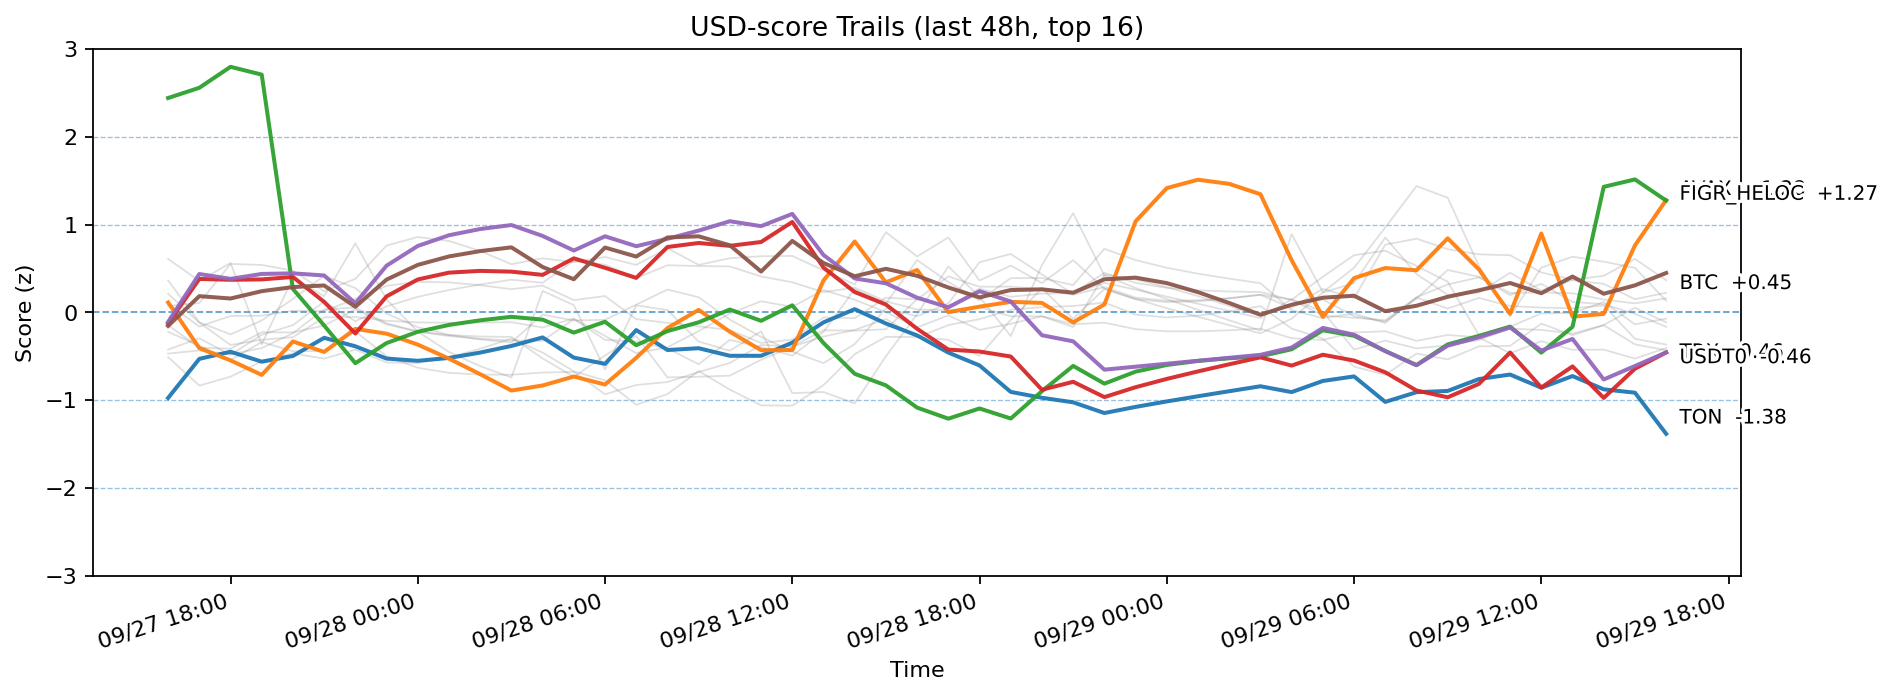 USD-score Trails (last 48h, top 16)
Score (z)
3
2
1
0
−1
−2
−3
FIGR_HELOC +1.27
BTC +0.45
USDT0 -0.46
TON -1.38
09/27 18:00
09/28 00:00
09/28 06:00
09/28 12:00
09/28 18:00
09/29 00:00
09/29 06:00
09/29 12:00
09/29 18:00
Time